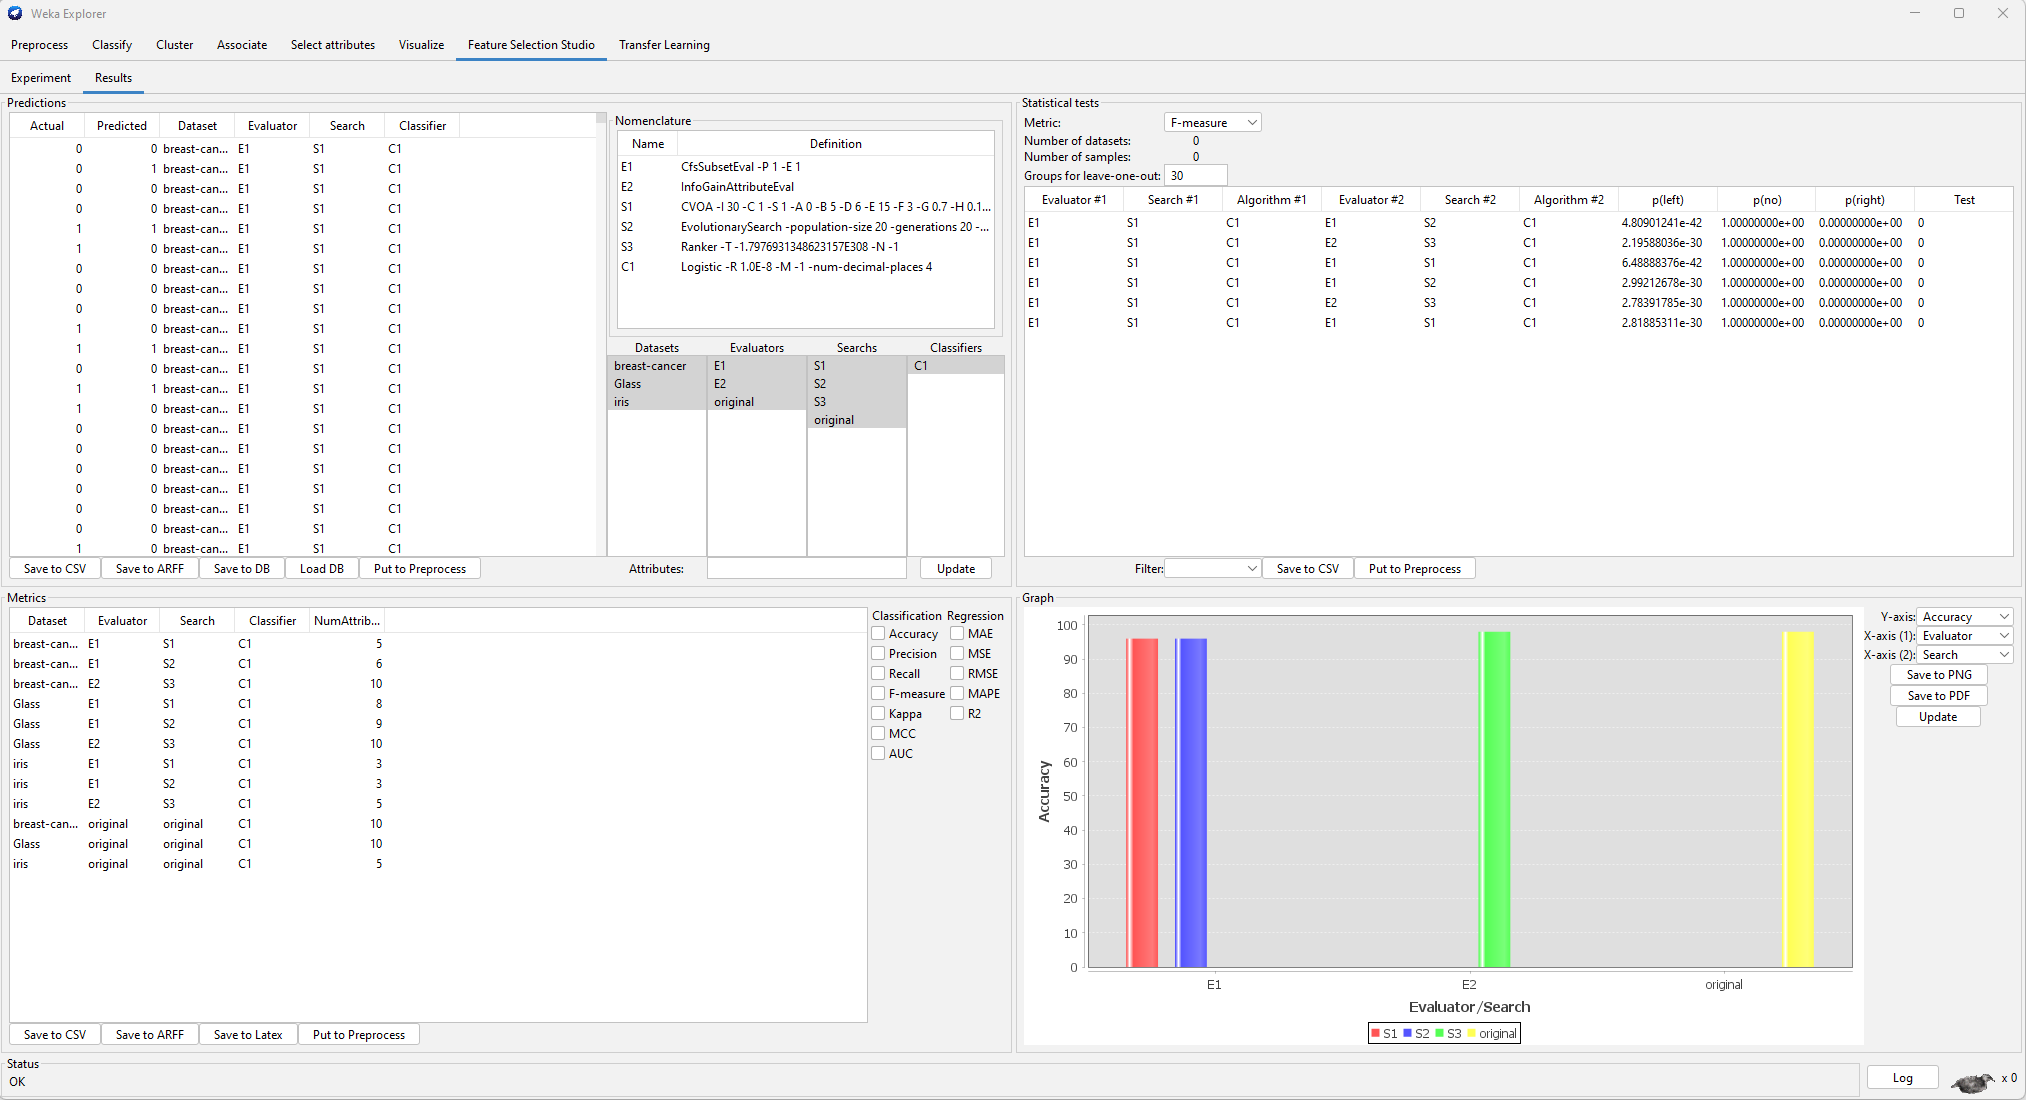 Weka Explorer
Preprocess Classify Cluster Associate Select attributes Visualize Feature Selection Studio Transfer Learning
Experiment Results
Predictions
Actual Predicted Dataset Evaluator Search Classifier
0 0 breast-can... E1 S1 C1
0 1 breast-can... E1 S1 C1
0 0 breast-can... E1 S1 C1
0 0 breast-can... E1 S1 C1
1 1 breast-can... E1 S1 C1
1 0 breast-can... E1 S1 C1
0 0 breast-can... E1 S1 C1
0 0 breast-can... E1 S1 C1
0 0 breast-can... E1 S1 C1
1 0 breast-can... E1 S1 C1
1 1 breast-can... E1 S1 C1
0 0 breast-can... E1 S1 C1
1 1 breast-can... E1 S1 C1
1 0 breast-can... E1 S1 C1
0 0 breast-can... E1 S1 C1
0 0 breast-can... E1 S1 C1
0 0 breast-can... E1 S1 C1
0 0 breast-can... E1 S1 C1
0 0 breast-can... E1 S1 C1
0 0 breast-can... E1 S1 C1
1 0 breast-can... E1 S1 C1
Save to CSV Save to ARFF Save to DB Load DB Put to Preprocess
Nomenclature
Name Definition
E1 CfsSubsetEval -P 1 -E 1
E2 InfoGainAttributeEval
S1 CVOA -I 30 -C 1 -S 1 -A 0 -B 5 -D 6 -E 15 -F 3 -G 0.7 -H 0.1...
S2 EvolutionarySearch -population-size 20 -generations 20 -...
S3 Ranker -T -1.7976931348623157E308 -N -1
C1 Logistic -R 1.0E-8 -M -1 -num-decimal-places 4
Datasets Evaluators Searchs Classifiers
breast-cancer E1 S1 C1
Glass E2 S2
iris original S3
original
Attributes: Update
Statistical tests
Metric: F-measure
Number of datasets: 0
Number of samples: 0
Groups for leave-one-out: 30
Evaluator #1 Search #1 Algorithm #1 Evaluator #2 Search #2 Algorithm #2 p(left) p(no) p(right) Test
E1 S1 C1 E1 S2 C1 4.80901241e-42 1.00000000e+00 0.00000000e+00 0
E1 S1 C1 E2 S3 C1 2.19588036e-30 1.00000000e+00 0.00000000e+00 0
E1 S1 C1 E1 S1 C1 6.48888376e-42 1.00000000e+00 0.00000000e+00 0
E1 S1 C1 E1 S2 C1 2.99212678e-30 1.00000000e+00 0.00000000e+00 0
E1 S1 C1 E2 S3 C1 2.78391785e-30 1.00000000e+00 0.00000000e+00 0
E1 S1 C1 E1 S1 C1 2.81885311e-30 1.00000000e+00 0.00000000e+00 0
Filter: Save to CSV Put to Preprocess
Metrics
Dataset Evaluator Search Classifier NumAttrib...
breast-can... E1 S1 C1 5
breast-can... E1 S2 C1 6
breast-can... E2 S3 C1 10
Glass E1 S1 C1 8
Glass E1 S2 C1 9
Glass E2 S3 C1 10
iris E1 S1 C1 3
iris E1 S2 C1 3
iris E2 S3 C1 5
breast-can... original original C1 10
Glass original original C1 10
iris original original C1 5
Save to CSV Save to ARFF Save to Latex Put to Preprocess
Classification Regression
Accuracy MAE
Precision MSE
Recall RMSE
F-measure MAPE
Kappa R2
MCC
AUC
Graph
100
90
80
70
60
50
40
30
20
10
0
Accuracy
E1 E2 original
Evaluator/Search
S1 S2 S3 original
Y-axis: Accuracy
X-axis (1): Evaluator
X-axis (2): Search
Save to PNG
Save to PDF
Update
Status
OK
Log x 0